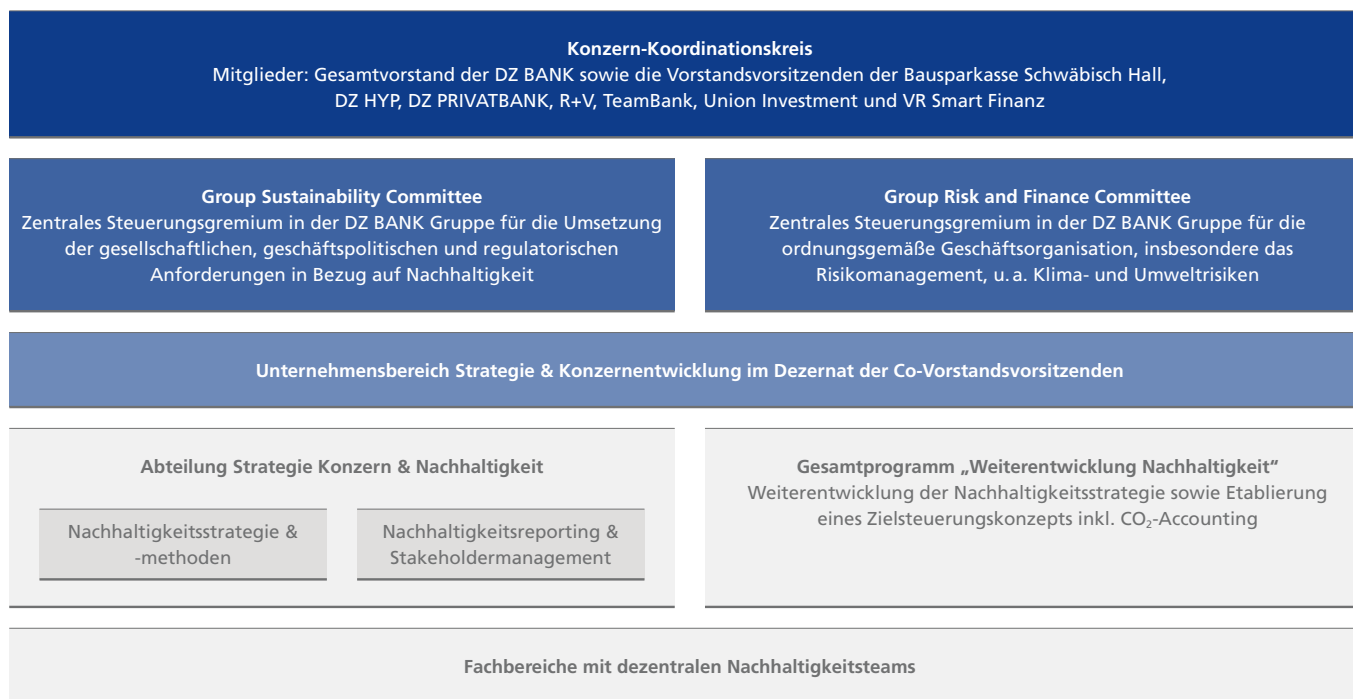 Konzern-Koordinationskreis
Mitglieder: Gesamtvorstand der DZ BANK sowie die Vorstandsvorsitzenden der Bausparkasse Schwäbisch Hall,
DZ HYP, DZ PRIVATBANK, R+V, TeamBank, Union Investment und VR Smart Finanz
Group Sustainability Committee
Zentrales Steuerungsgremium in der DZ BANK Gruppe für die Umsetzung
der gesellschaftlichen, geschäftspolitischen und regulatorischen
Anforderungen in Bezug auf Nachhaltigkeit
Group Risk and Finance Committee
Zentrales Steuerungsgremium in der DZ BANK Gruppe für die
ordnungsgemäße Geschäftsorganisation, insbesondere das
Risikomanagement, u. a. Klima- und Umweltrisiken
Unternehmensbereich Strategie & Konzernentwicklung im Dezernat der Co-Vorstandsvorsitzenden
Abteilung Strategie Konzern & Nachhaltigkeit
Nachhaltigkeitsstrategie &
-methoden
Nachhaltigkeitsreporting &
Stakeholdermanagement
Gesamtprogramm „Weiterentwicklung Nachhaltigkeit“
Weiterentwicklung der Nachhaltigkeitsstrategie sowie Etablierung
eines Zielsteuerungskonzepts inkl. CO₂-Accounting
Fachbereiche mit dezentralen Nachhaltigkeitsteams